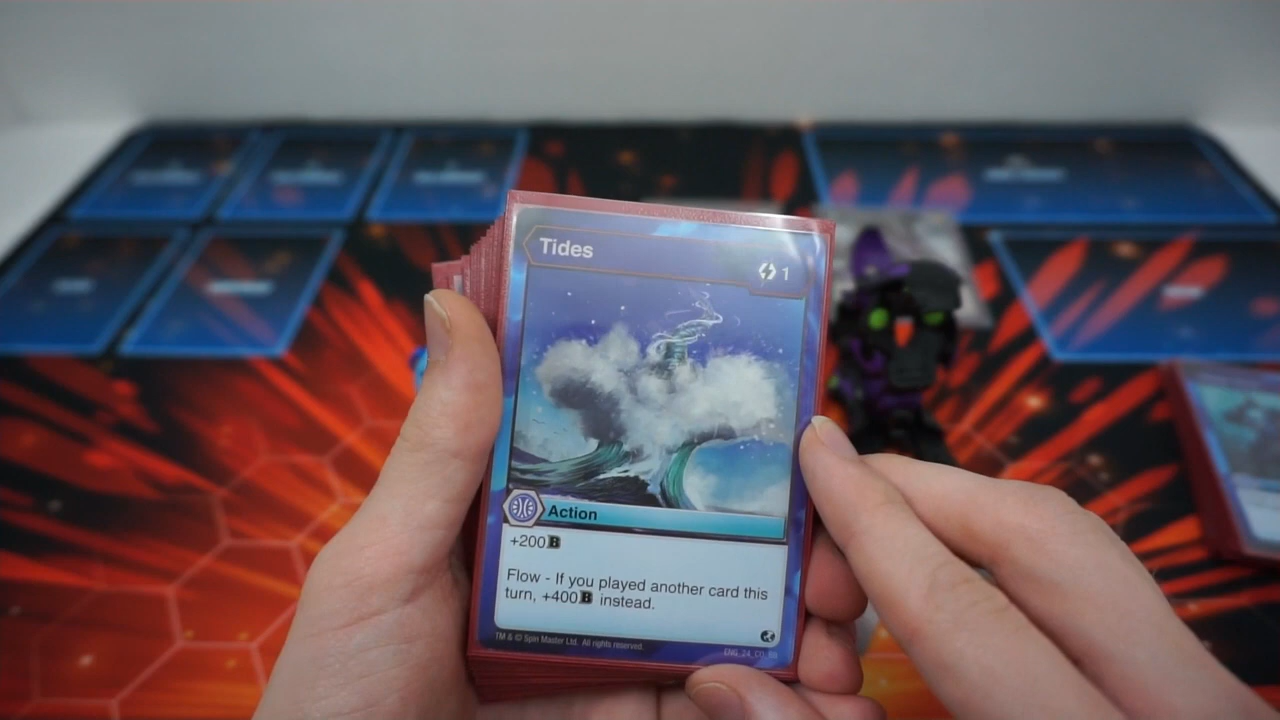 Tides
1
Action
+200 B
Flow - If you played another card this
turn, +400 B instead.
TM & © Spin Master Ltd. All rights reserved.